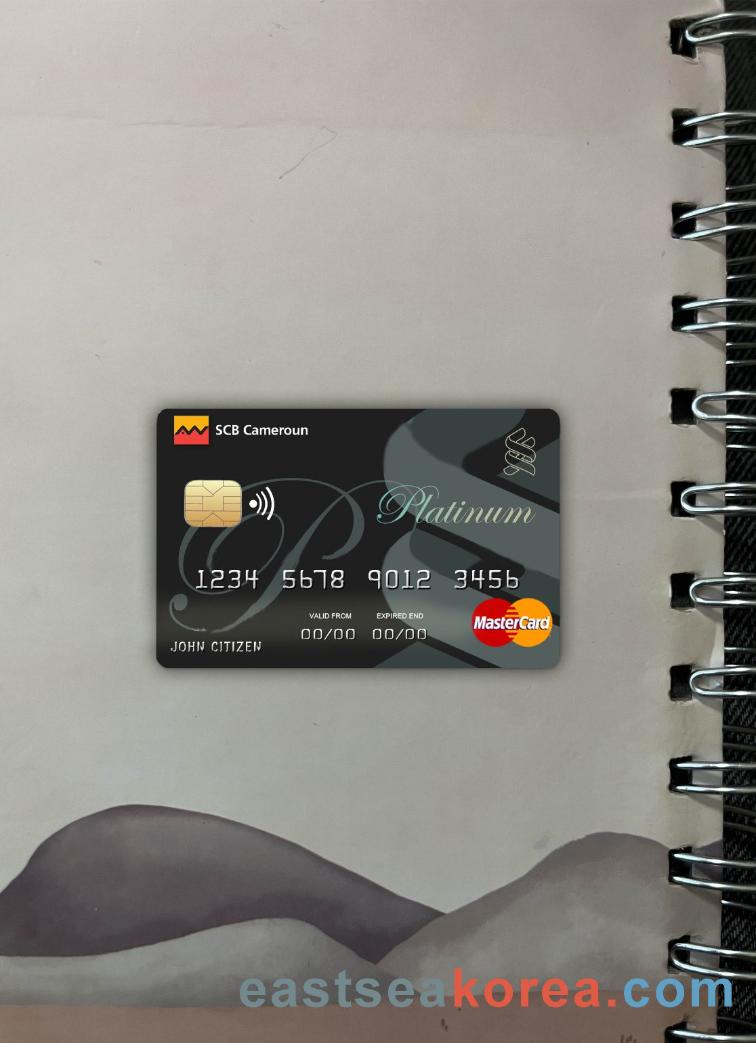 SCB Cameroun
Platinum
1234 5678 9012 3456
VALID FROM EXPIRED END
00/00 00/00
MasterCard
JOHN CITIZEN
eastseakorea.com